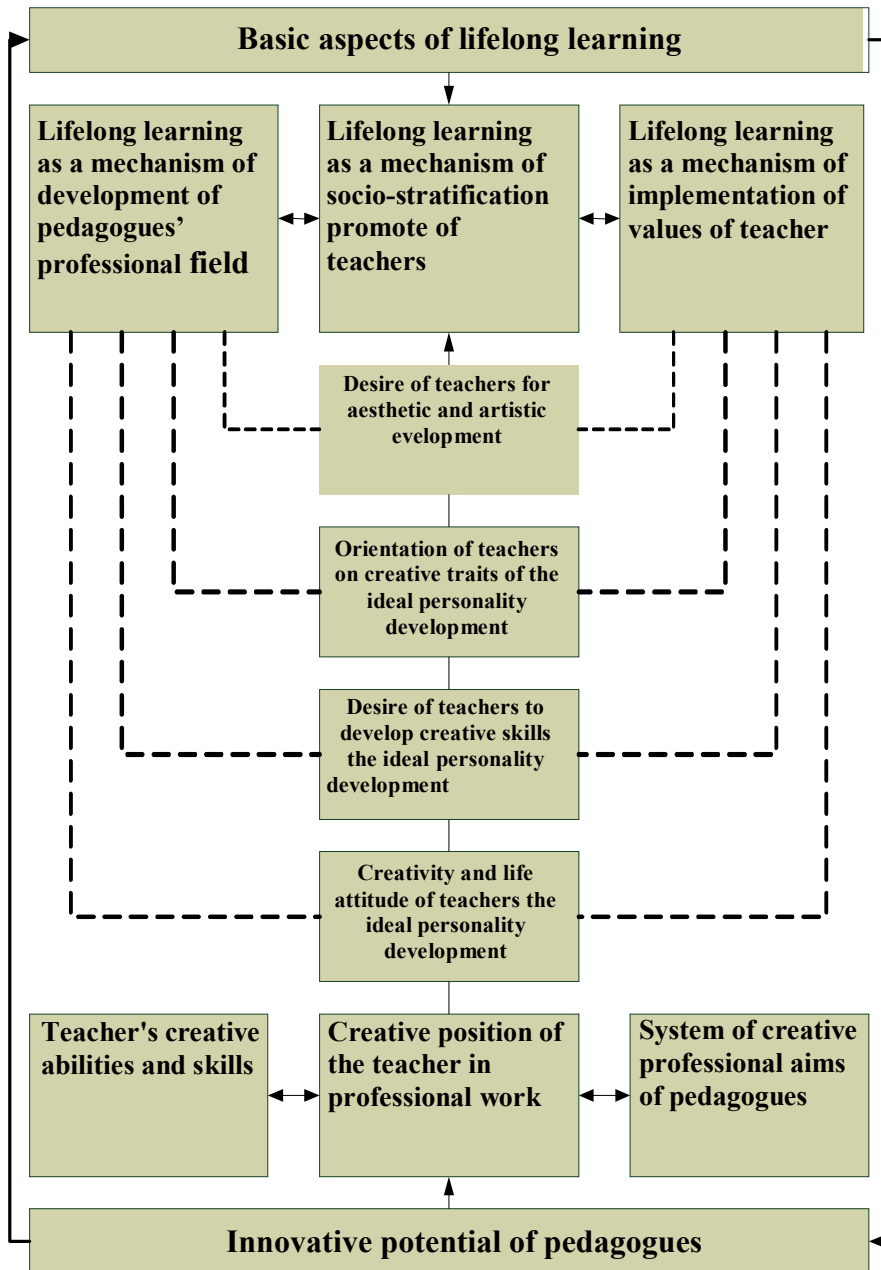 Basic aspects of lifelong learning
Lifelong learning
as a mechanism of
development of
pedagogues’
professional field
Lifelong learning
as a mechanism of
socio-stratification
promote of
teachers
Lifelong learning
as a mechanism of
implementation of
values of teacher
Desire of teachers for
aesthetic and artistic
evelopment
Orientation of teachers
on creative traits of the
ideal personality
development
Desire of teachers to
develop creative skills
the ideal personality
development
Creativity and life
attitude of teachers the
ideal personality
development
Teacher's creative
abilities and skills
Creative position of
the teacher in
professional work
System of creative
professional aims
of pedagogues
Innovative potential of pedagogues